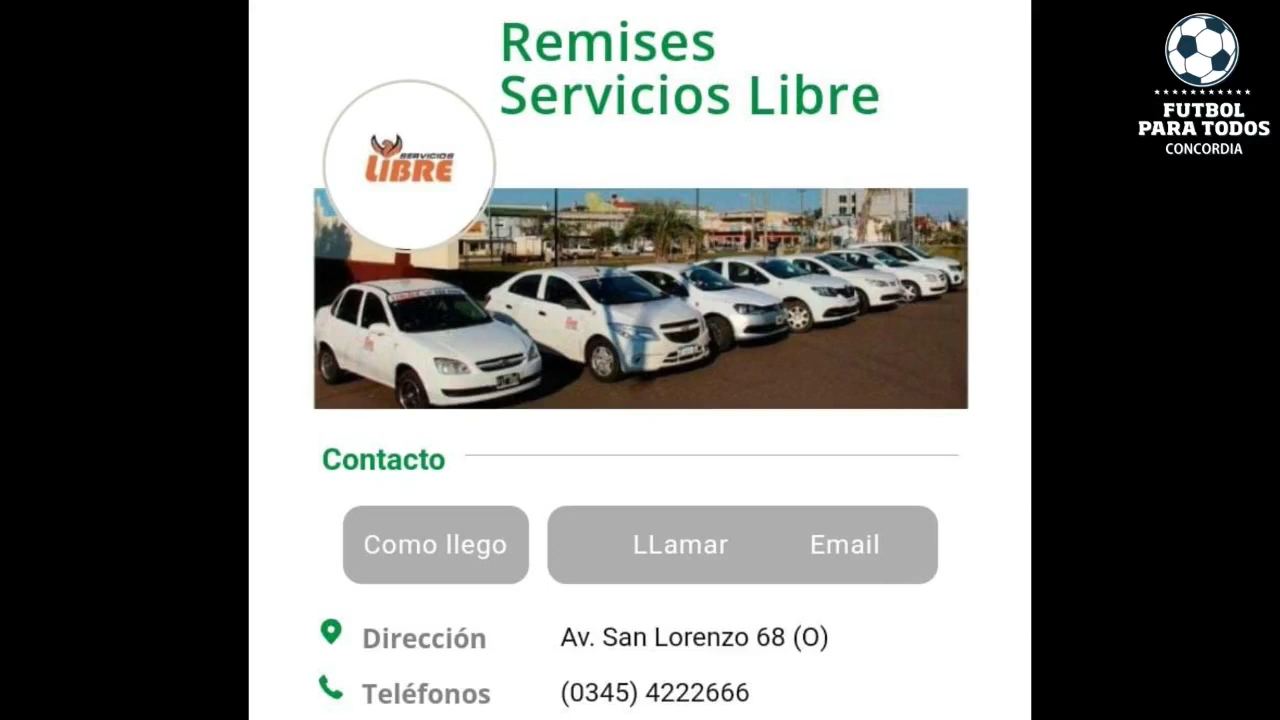 Remises
Servicios Libre
SERVICIOS
LIBRE
FUTBOL
PARA TODOS
CONCORDIA
Contacto
Como llego
LLamar
Email
Dirección
Av. San Lorenzo 68 (O)
Teléfonos
(0345) 4222666